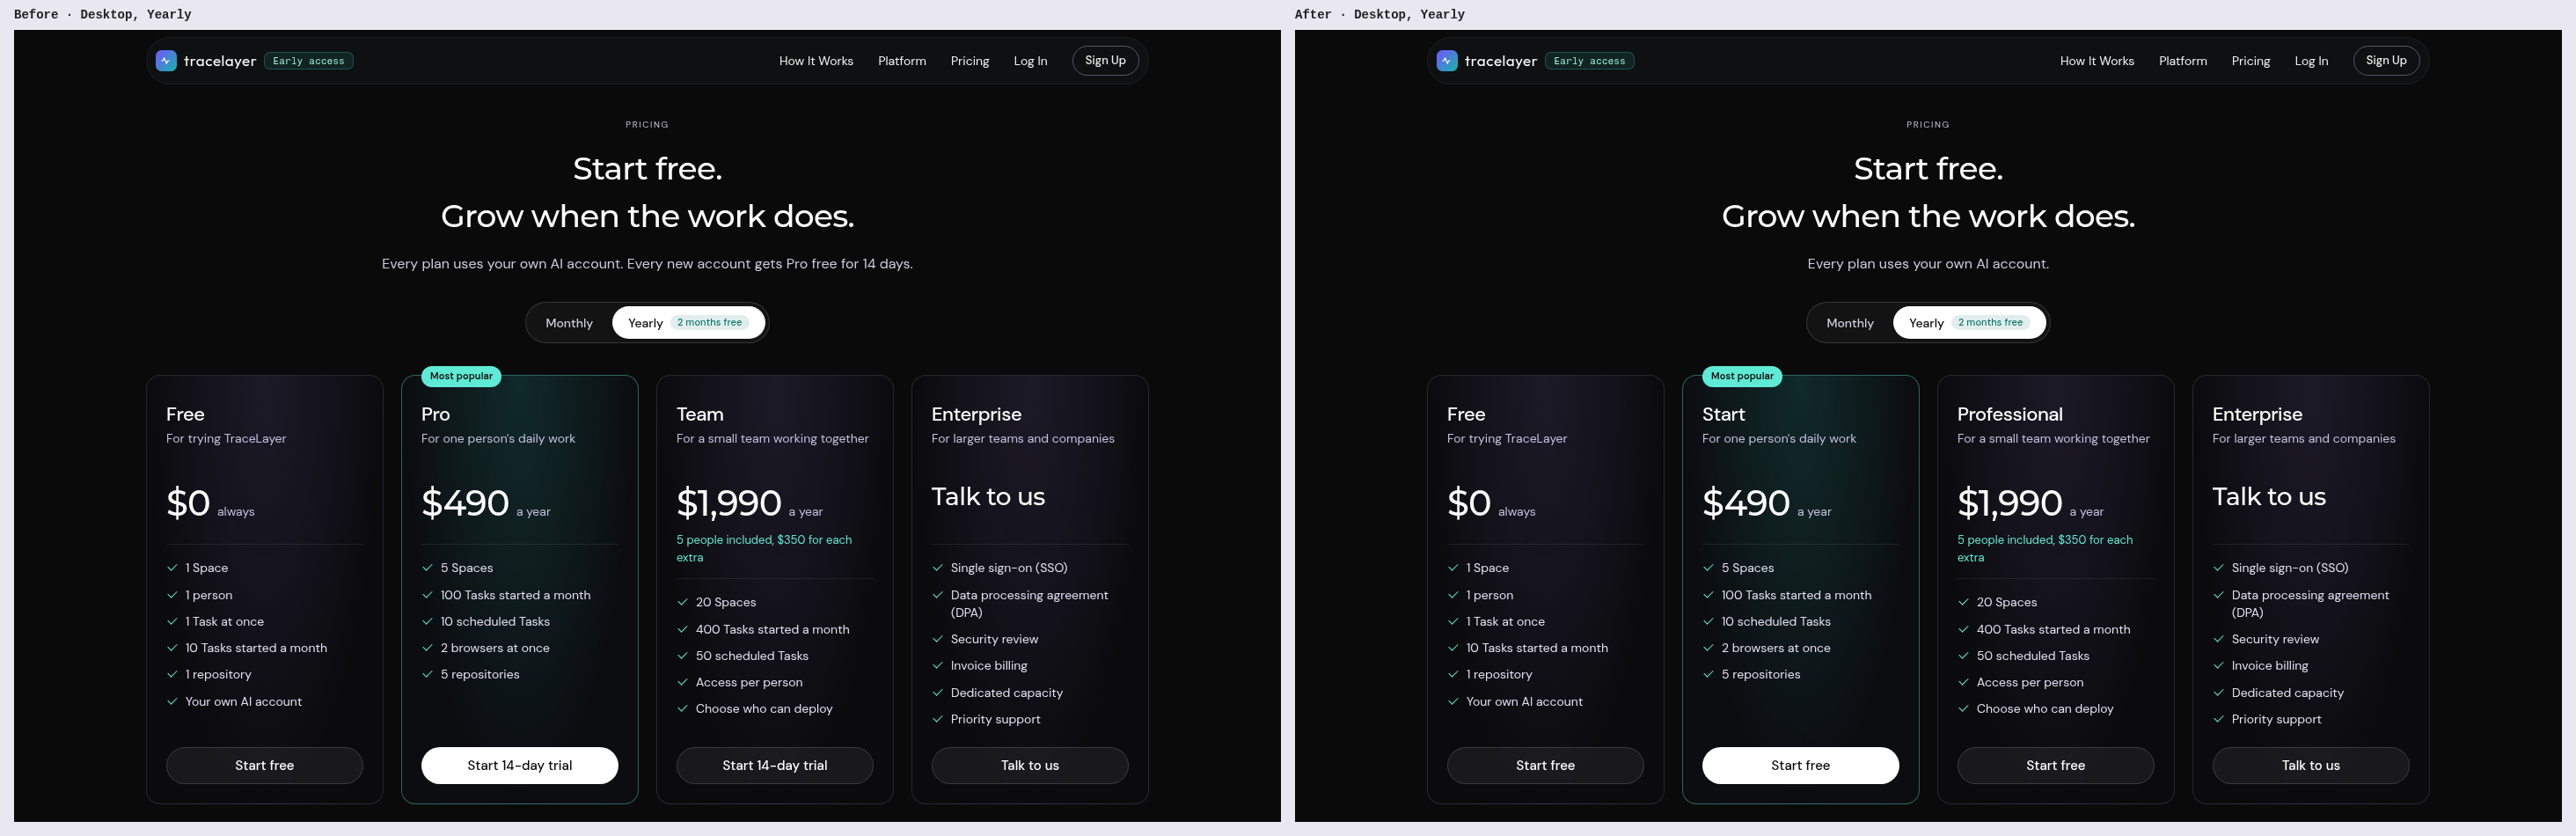 Before · Desktop, Yearly
tracelayer Early access How It Works Platform Pricing Log In Sign Up
PRICING
Start free.
Grow when the work does.
Every plan uses your own AI account. Every new account gets Pro free for 14 days.
Monthly Yearly 2 months free
Free
For trying TraceLayer
$0 always
1 Space
1 person
1 Task at once
10 Tasks started a month
1 repository
Your own AI account
Start free
Most popular
Pro
For one person's daily work
$490 a year
5 Spaces
100 Tasks started a month
10 scheduled Tasks
2 browsers at once
5 repositories
Start 14-day trial
Team
For a small team working together
$1,990 a year
5 people included, $350 for each
extra
20 Spaces
400 Tasks started a month
50 scheduled Tasks
Access per person
Choose who can deploy
Start 14-day trial
Enterprise
For larger teams and companies
Talk to us
Single sign-on (SSO)
Data processing agreement
(DPA)
Security review
Invoice billing
Dedicated capacity
Priority support
Talk to us
After · Desktop, Yearly
tracelayer Early access How It Works Platform Pricing Log In Sign Up
PRICING
Start free.
Grow when the work does.
Every plan uses your own AI account.
Monthly Yearly 2 months free
Free
For trying TraceLayer
$0 always
1 Space
1 person
1 Task at once
10 Tasks started a month
1 repository
Your own AI account
Start free
Most popular
Start
For one person's daily work
$490 a year
5 Spaces
100 Tasks started a month
10 scheduled Tasks
2 browsers at once
5 repositories
Start free
Professional
For a small team working together
$1,990 a year
5 people included, $350 for each
extra
20 Spaces
400 Tasks started a month
50 scheduled Tasks
Access per person
Choose who can deploy
Start free
Enterprise
For larger teams and companies
Talk to us
Single sign-on (SSO)
Data processing agreement
(DPA)
Security review
Invoice billing
Dedicated capacity
Priority support
Talk to us